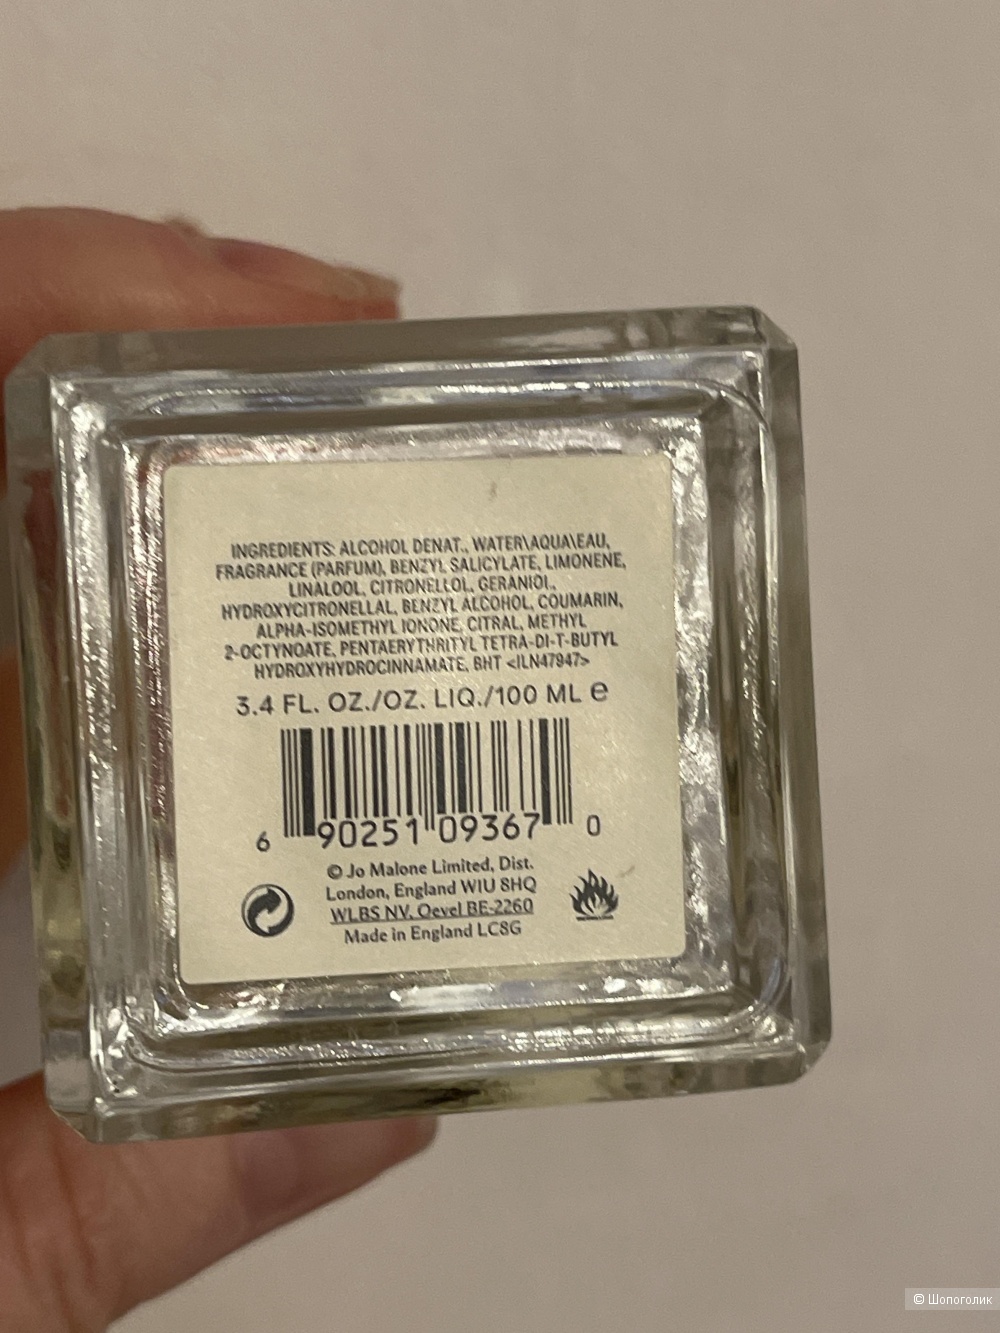 INGREDIENTS: ALCOHOL DENAT., WATER\AQUA\EAU,
FRAGRANCE (PARFUM), BENZYL SALICYLATE, LIMONENE,
LINALOOL, CITRONELLOL, GERANIOL,
HYDROXYCITRONELLAL, BENZYL ALCOHOL, COUMARIN,
ALPHA-ISOMETHYL IONONE, CITRAL, METHYL
2-OCTYNOATE, PENTAERYTHRITYL TETRA-DI-T-BUTYL
HYDROXYHYDROCINNAMATE, BHT <ILN47947>
3.4 FL. OZ./OZ. LIQ./100 ML e
6 90251 09367 0
© Jo Malone Limited, Dist.
London, England W1U 8HQ
WLBS NV, Oevel BE-2260
Made in England LC8G
© Шопоголик